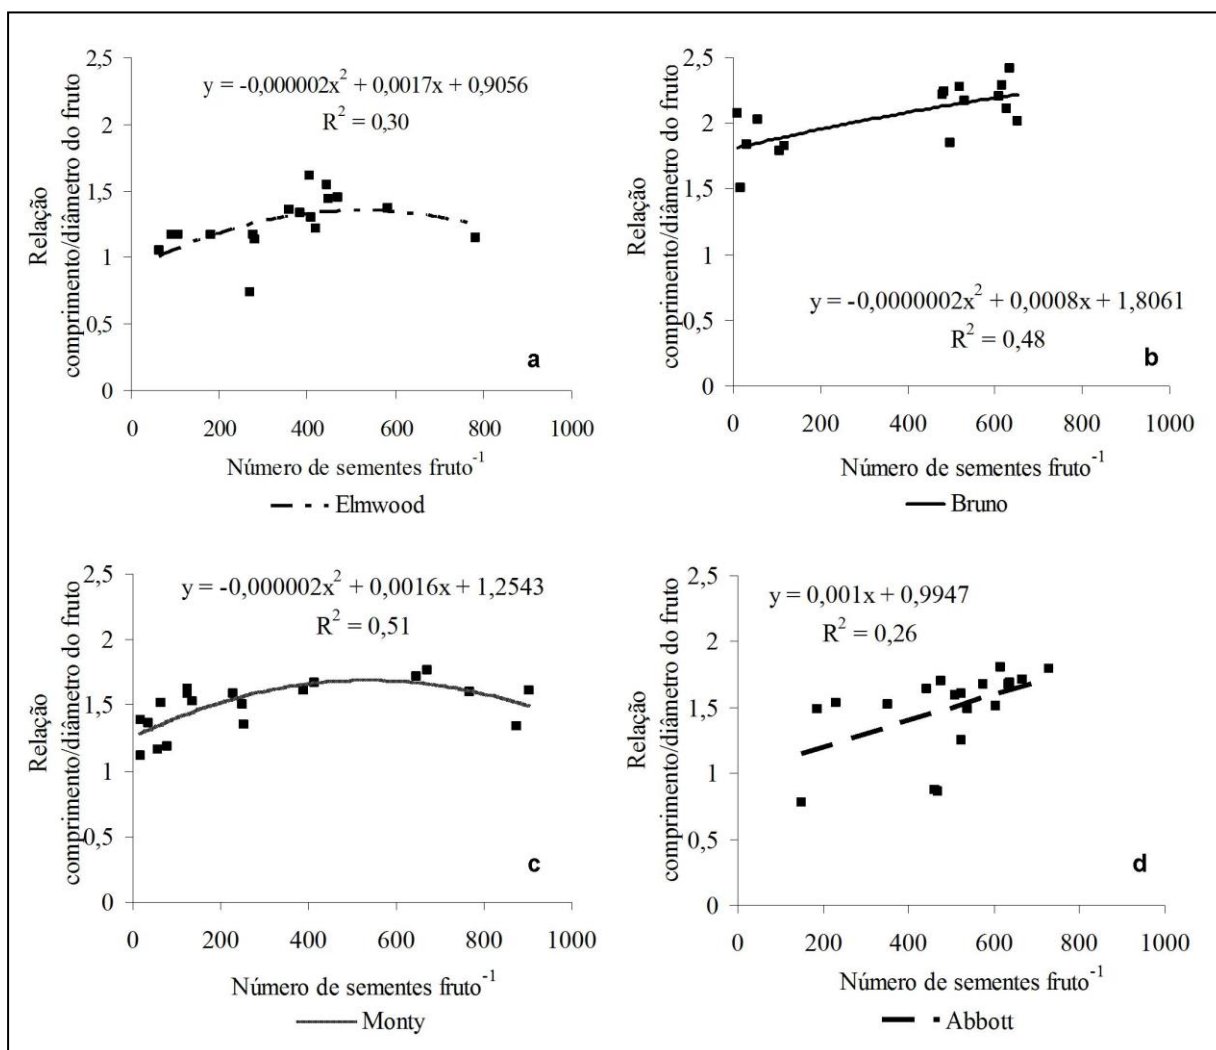 2,5
y = -0,000002x² + 0,0017x + 0,9056
R² = 0,30
2
1,5
1
0,5
0
Relação
comprimento/diâmetro do fruto
a
0 200 400 600 800 1000
Número de sementes fruto⁻¹
Elmwood
2,5
2
1,5
1
0,5
0
Relação
comprimento/diâmetro do fruto
y = -0,0000002x² + 0,0008x + 1,8061
R² = 0,48
b
0 200 400 600 800 1000
Número de sementes fruto⁻¹
Bruno
2,5
y = -0,000002x² + 0,0016x + 1,2543
R² = 0,51
2
1,5
1
0,5
0
Relação
comprimento/diâmetro do fruto
c
0 200 400 600 800 1000
Número de sementes fruto⁻¹
Monty
2,5
y = 0,001x + 0,9947
R² = 0,26
2
1,5
1
0,5
0
Relação
comprimento/diâmetro do fruto
d
0 200 400 600 800 1000
Número de sementes fruto⁻¹
Abbott